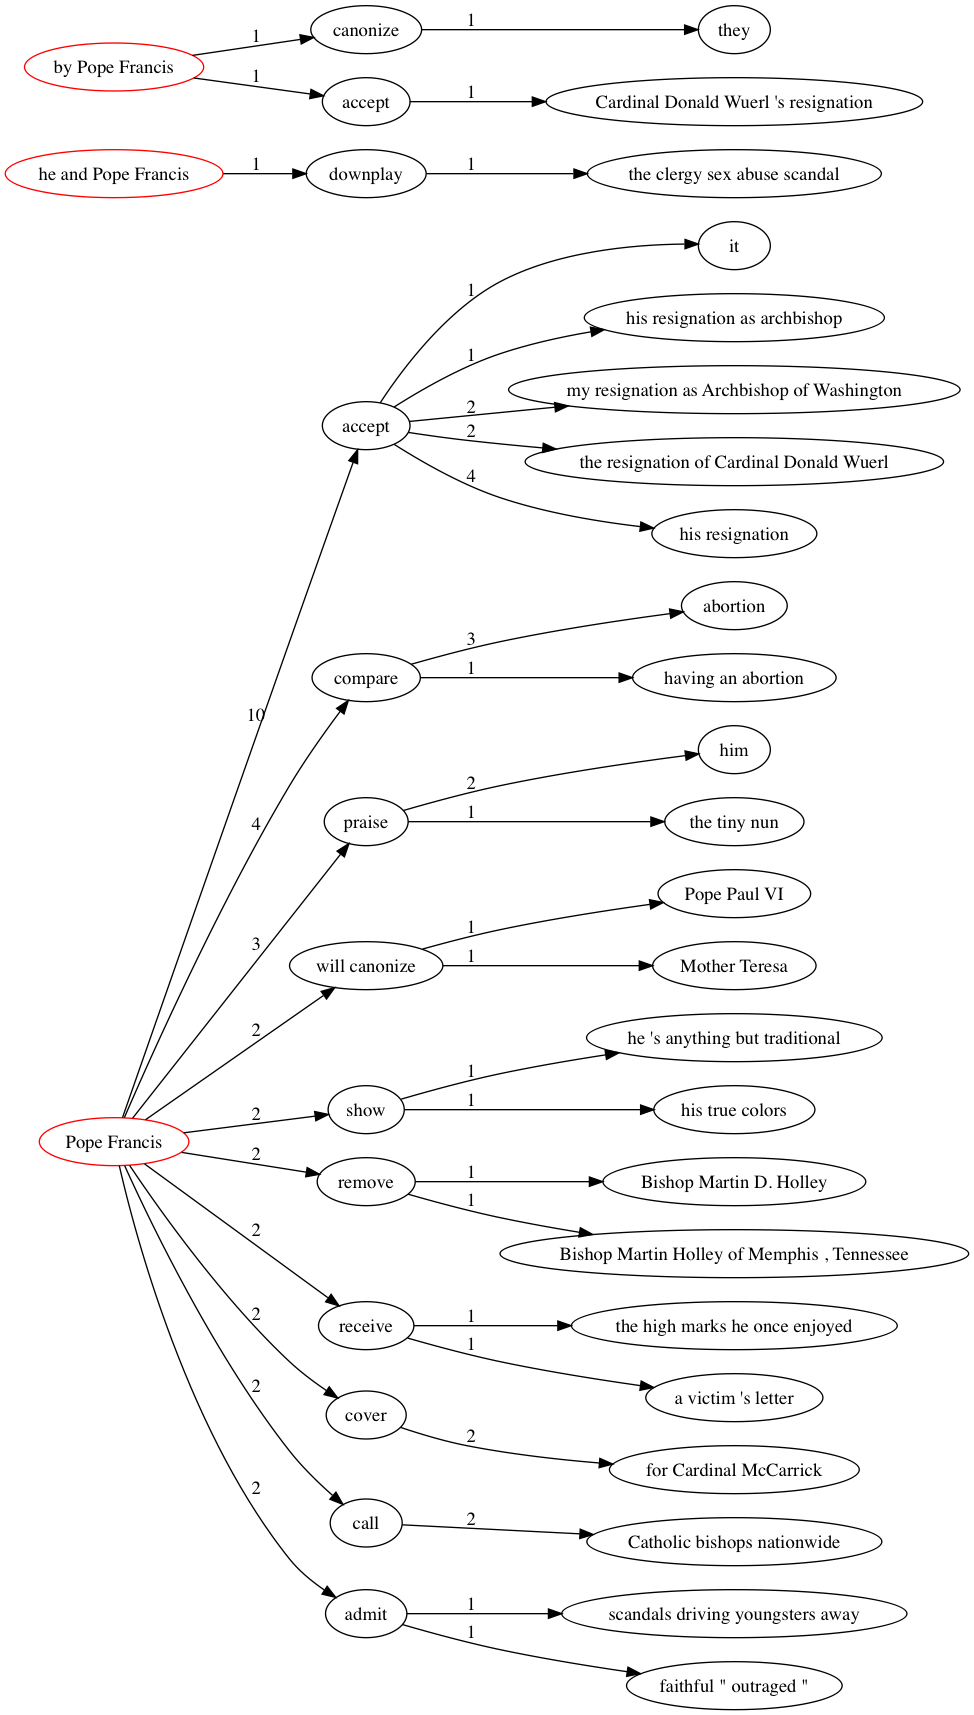 by Pope Francis
1
canonize
1
they
1
accept
1
Cardinal Donald Wuerl 's resignation
he and Pope Francis
1
downplay
1
the clergy sex abuse scandal
Pope Francis
10
accept
1
it
1
his resignation as archbishop
2
my resignation as Archbishop of Washington
2
the resignation of Cardinal Donald Wuerl
4
his resignation
4
compare
3
abortion
1
having an abortion
3
praise
2
him
1
the tiny nun
2
will canonize
1
Pope Paul VI
1
Mother Teresa
2
show
1
he 's anything but traditional
1
his true colors
2
remove
1
Bishop Martin D. Holley
1
Bishop Martin Holley of Memphis , Tennessee
2
receive
1
the high marks he once enjoyed
1
a victim 's letter
2
cover
2
for Cardinal McCarrick
2
call
2
Catholic bishops nationwide
2
admit
1
scandals driving youngsters away
1
faithful " outraged "